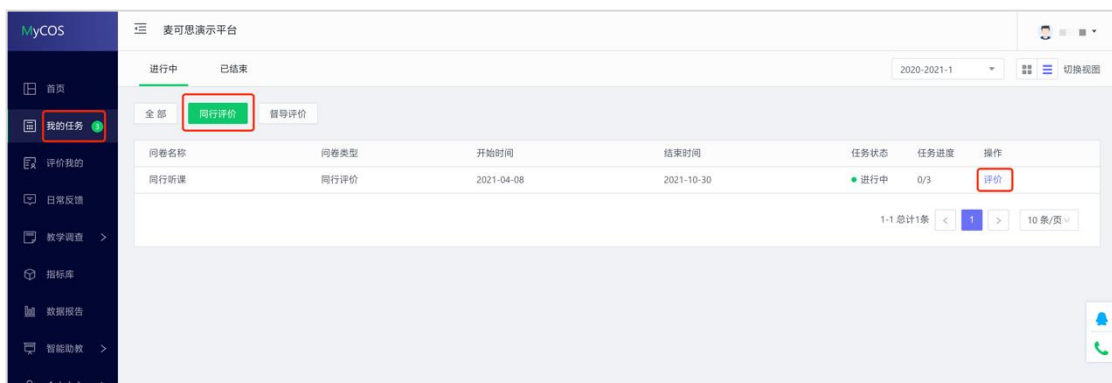 MyCOS
麦可思演示平台
进行中 已结束
2020-2021-1 切换视图
首页
我的任务 3
全部 同行评价 督导评价
问卷名称 问卷类型 开始时间 结束时间 任务状态 任务进度 操作
评价我的
同行听课 同行评价 2021-04-08 2021-10-30 进行中 0/3 评价
日常反馈
1-1 总计1条 < 1 > 10 条/页
教学调查 >
指标库
数据报告
智能助教 >